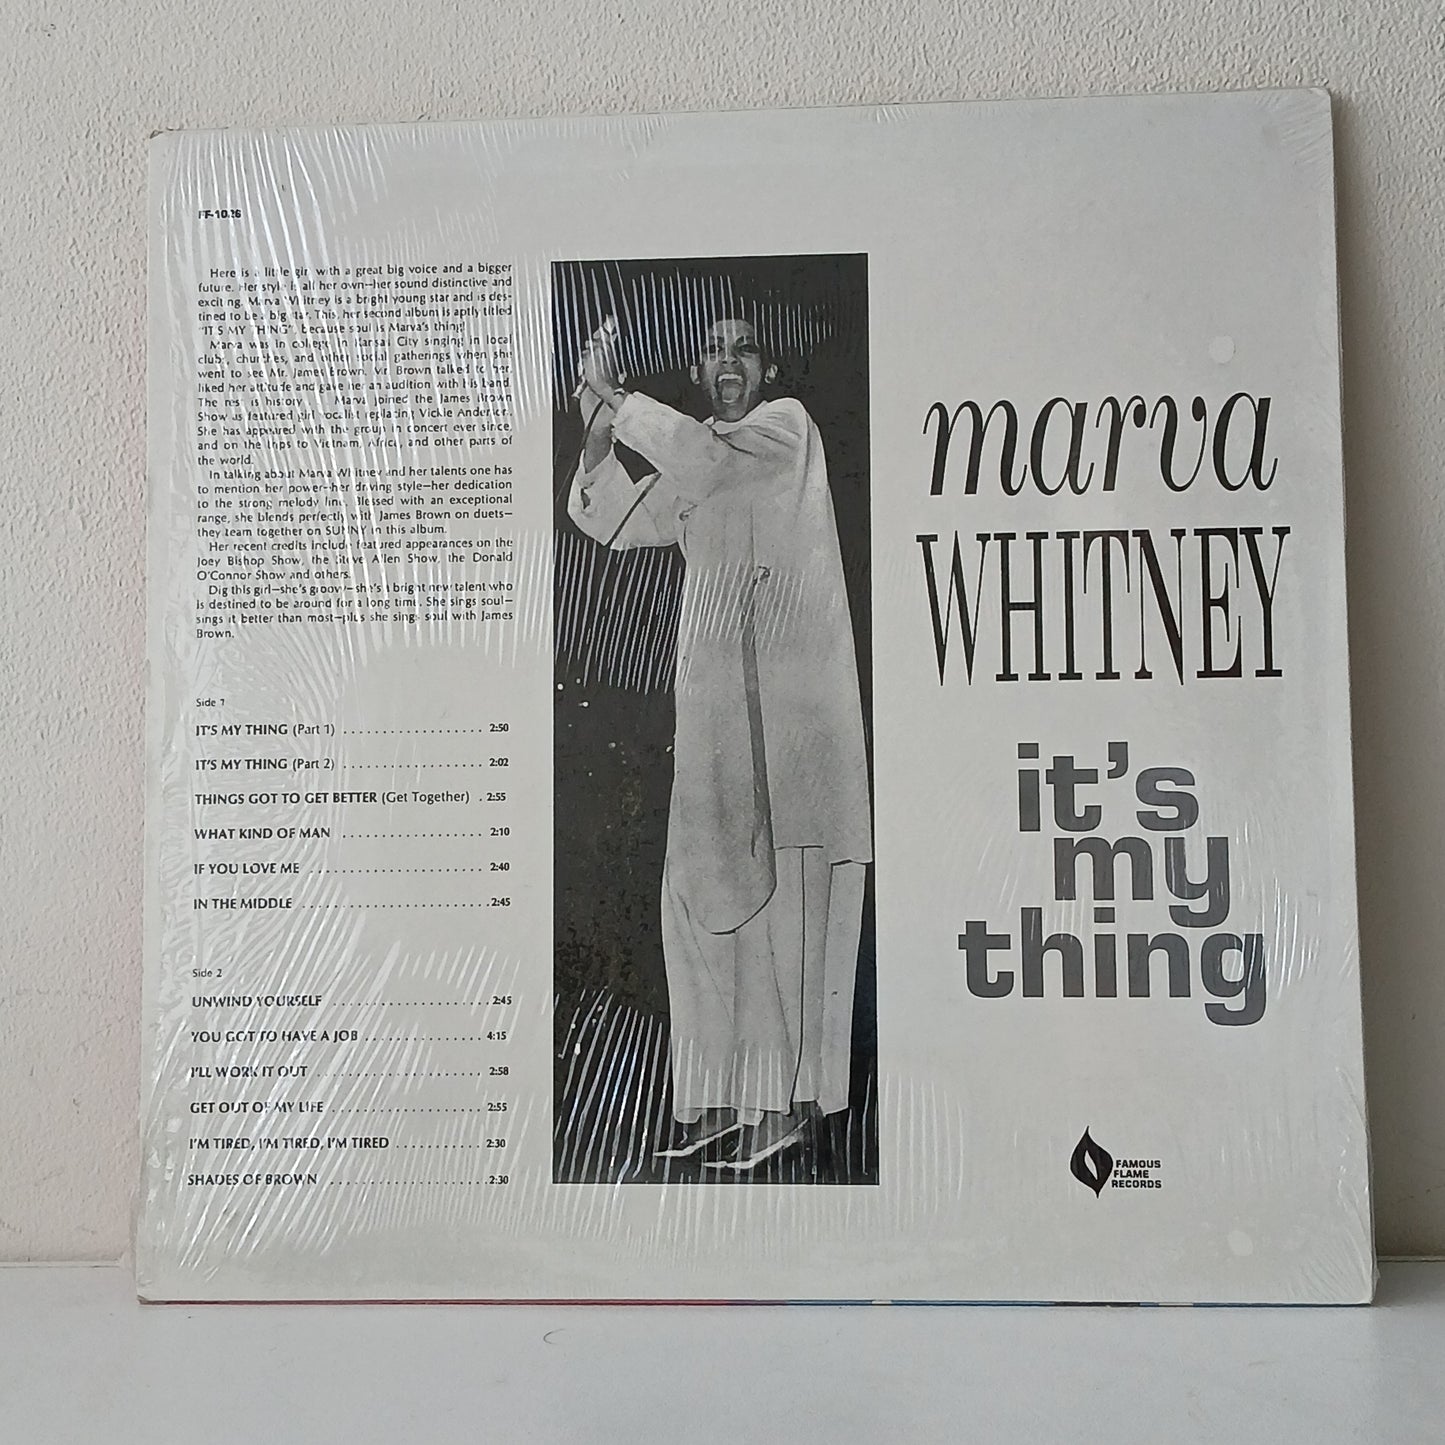 FF-1026
Here is a little girl with a great big voice and a bigger
future. Her style is all her own—her sound distinctive and
exciting. Marva Whitney is a bright young star and is des-
tined to be a big star. This, her second album is aptly titled
"IT'S MY THING", because soul is Marva's thing!
Marva was in college in Kansas City singing in local
clubs, churches, and other social gatherings when she
went to see Mr. James Brown. Mr. Brown talked to her,
liked her attitude and gave her an audition with his band.
The rest is history . . . Marva joined the James Brown
Show as featured girl vocalist replacing Vickie Anderson.
She has appeared with the group in concert ever since,
and on the trips to Vietnam, Africa, and other parts of
the world.
In talking about Marva Whitney and her talents one has
to mention her power—her driving style—her dedication
to the strong melody line. Blessed with an exceptional
range, she blends perfectly with James Brown on duets—
they team together on SUNNY in this album.
Her recent credits include featured appearances on the
Joey Bishop Show, the Steve Allen Show, the Donald
O'Connor Show and others.
Dig this girl—she's groovy—she's a bright new talent who
is destined to be around for a long time. She sings soul—
sings it better than most—plus she sings soul with James
Brown.
Side 1
IT'S MY THING (Part 1) .................. 2:50
IT'S MY THING (Part 2) .................. 2:02
THINGS GOT TO GET BETTER (Get Together) . 2:55
WHAT KIND OF MAN .................. 2:10
IF YOU LOVE ME ...................... 2:40
IN THE MIDDLE ........................ 2:45
Side 2
UNWIND YOURSELF .................... 2:45
YOU GOT TO HAVE A JOB ............... 4:15
I'LL WORK IT OUT ..................... 2:58
GET OUT OF MY LIFE .................... 2:55
I'M TIRED, I'M TIRED, I'M TIRED ........... 2:30
SHADES OF BROWN .................... 2:30
marva
WHITNEY
it's
my
thing
FAMOUS
FLAME
RECORDS